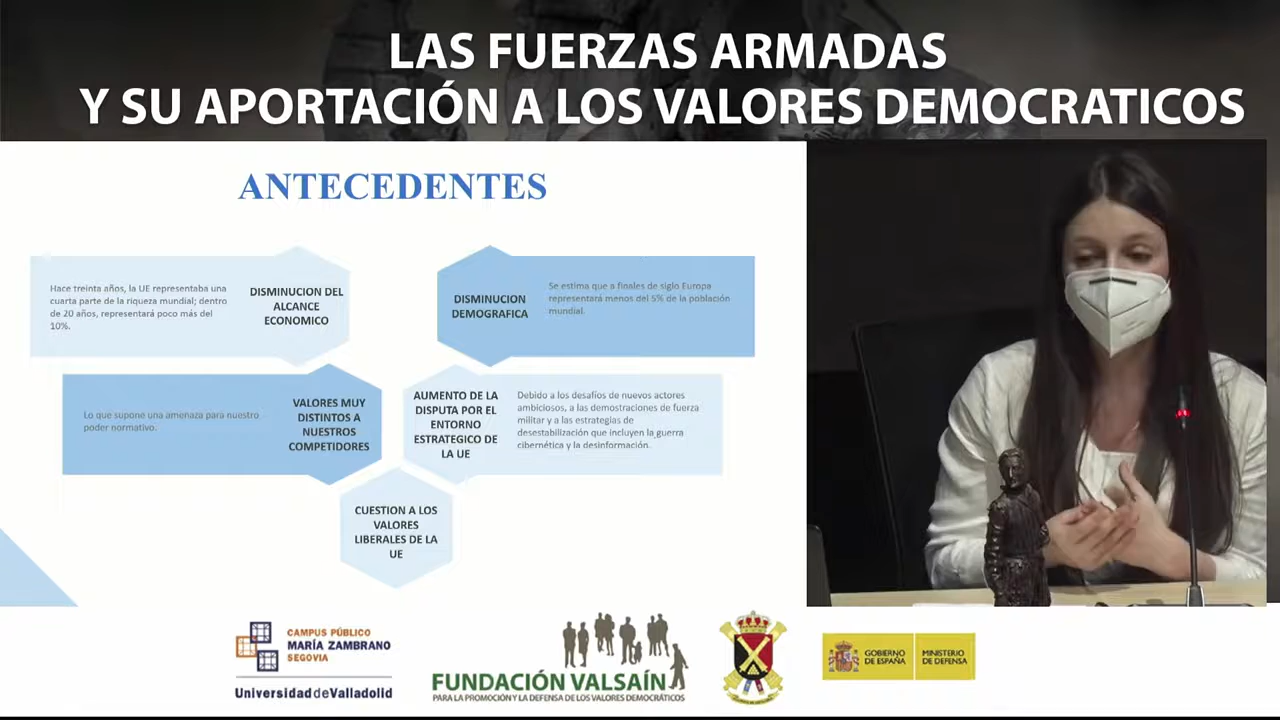 LAS FUERZAS ARMADAS
Y SU APORTACIÓN A LOS VALORES DEMOCRATICOS
ANTECEDENTES
Hace treinta años, la UE representaba una
cuarta parte de la riqueza mundial; dentro
de 20 años, representará poco más del
10%.
DISMINUCION DEL
ALCANCE
ECONOMICO
DISMINUCION
DEMOGRAFICA
Se estima que a finales de siglo Europa
representará menos del 5% de la población
mundial.
Lo que supone una amenaza para nuestro
poder normativo.
VALORES MUY
DISTINTOS A
NUESTROS
COMPETIDORES
AUMENTO DE LA
DISPUTA POR EL
ENTORNO
ESTRATEGICO DE
LA UE
Debido a los desafíos de nuevos actores
ambiciosos, a las demostraciones de fuerza
militar y a las estrategias de
desestabilización que incluyen la guerra
cibernética y la desinformación.
CUESTION A LOS
VALORES
LIBERALES DE LA
UE
CAMPUS PÚBLICO
MARÍA ZAMBRANO
SEGOVIA
Universidad de Valladolid
FUNDACIÓN VALSAÍN
PARA LA PROMOCIÓN Y LA DEFENSA DE LOS VALORES DEMOCRÁTICOS
GOBIERNO
DE ESPAÑA
MINISTERIO
DE DEFENSA